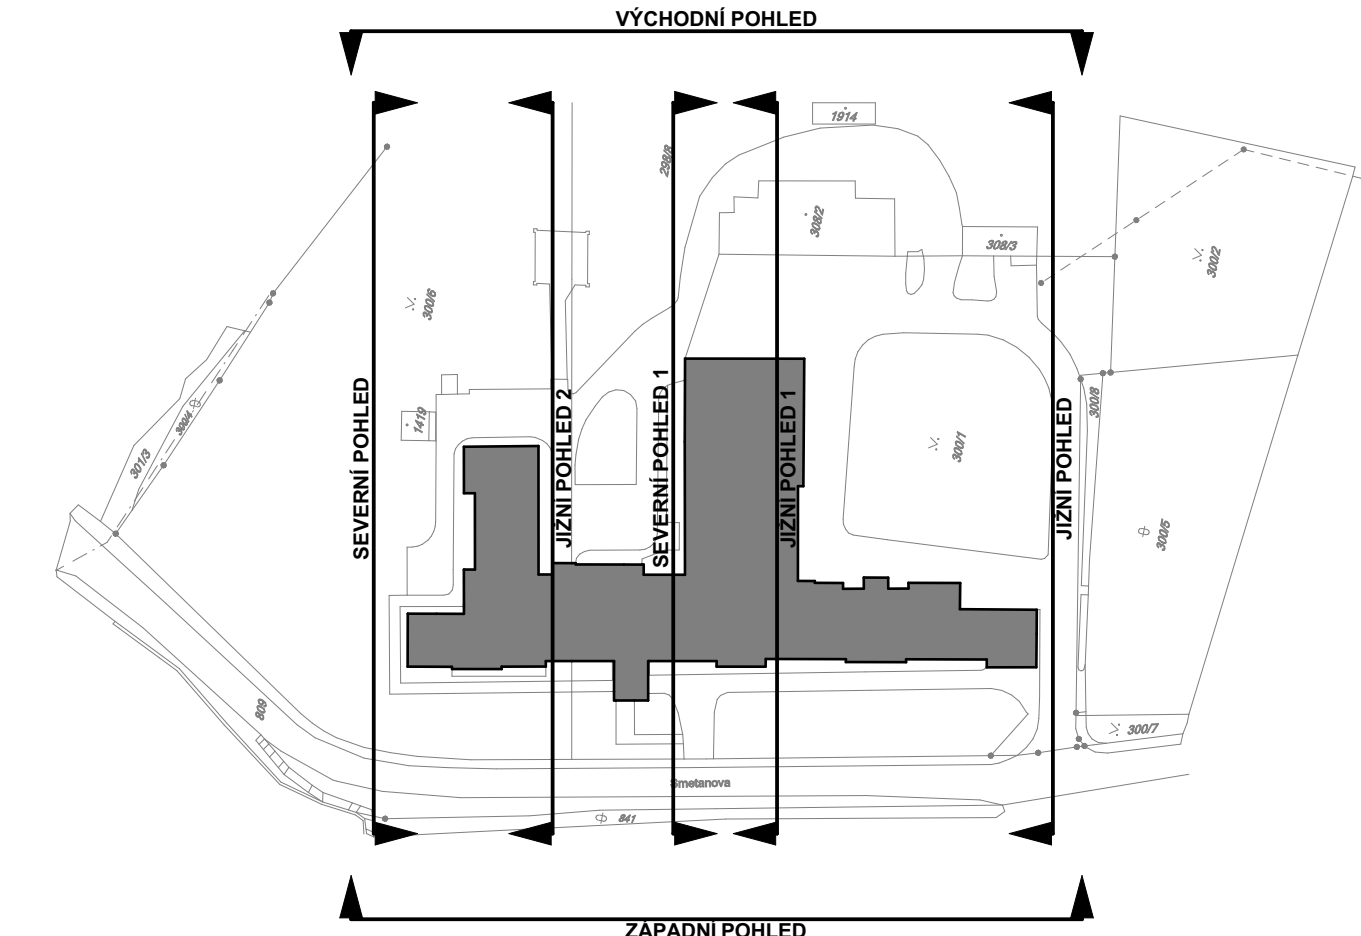 VÝCHODNÍ POHLED
1914
298/8
308/2
308/3
300/2
300/6
300/4
301/3
1419
SEVERNÍ POHLED
JIŽNÍ POHLED 2
SEVERNÍ POHLED 1
JIŽNÍ POHLED 1
JIŽNÍ POHLED
300/1
300/8
300/5
300/7
809
Smetanova
841
ZÁPADNÍ POHLED